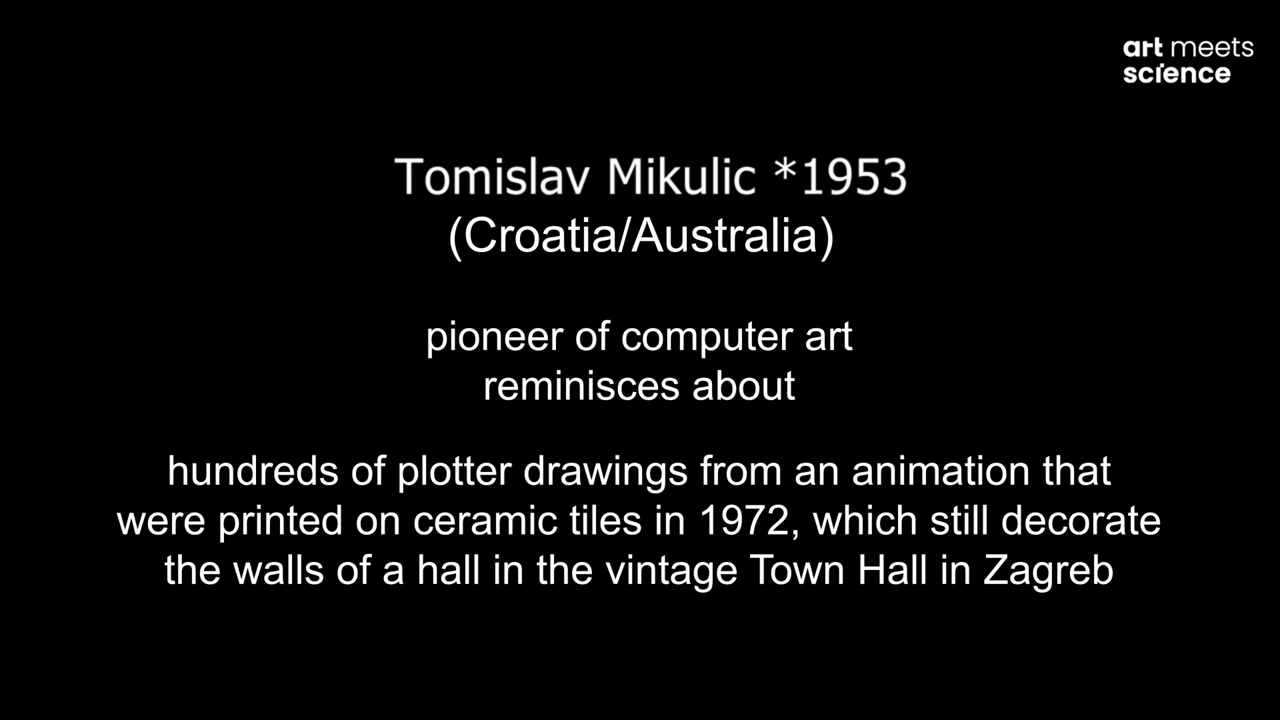 art meets
science
Tomislav Mikulic *1953
(Croatia/Australia)
pioneer of computer art
reminisces about
hundreds of plotter drawings from an animation that
were printed on ceramic tiles in 1972, which still decorate
the walls of a hall in the vintage Town Hall in Zagreb